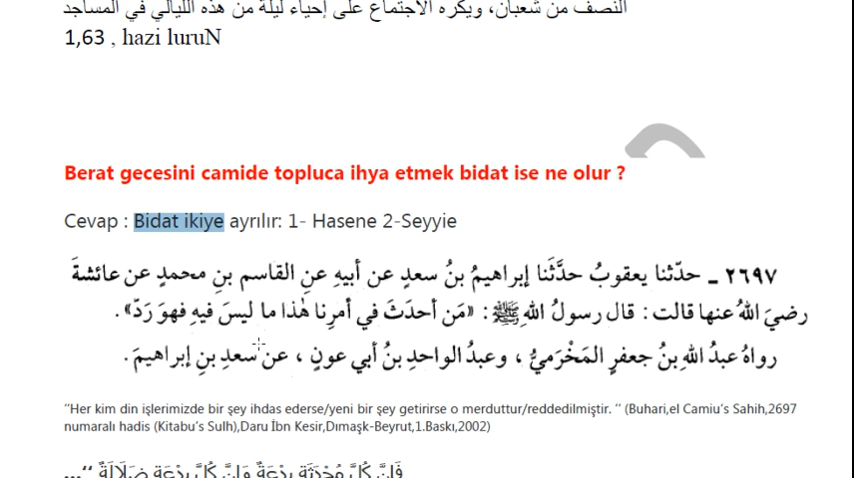 النصف من شعبان، ويكره الاجتماع على إحياء ليلة من هذه الليالي في المساجد
1,63 , hazi luruN
Berat gecesini camide topluca ihya etmek bidat ise ne olur ?
Cevap : Bidat ikiye ayrılır: 1- Hasene 2-Seyyie
٢٦٩٧ ـ حدّثنا يعقوبُ حدَّثَنا إبراهيمُ بنُ سعدٍ عن أبيهِ عنِ القاسم بنِ محمدٍ عن عائشةَ
رضيَ اللهُ عنها قالت: قال رسولُ اللهِ ﷺ: «مَن أحدَثَ في أمرِنا هٰذا ما ليسَ فيهِ فهوَ رَدّ».
رواهُ عبدُ اللهِ بنُ جعفرٍ المَخْرَميُّ، وعبدُ الواحدِ بنُ أبي عونٍ، عن سعدِ بنِ إبراهيمَ.
‘‘Her kim din işlerimizde bir şey ihdas ederse/yeni bir şey getirirse o merduttur/reddedilmiştir. ‘‘ (Buhari,el Camiu’s Sahih,2697
numaralı hadis (Kitabu’s Sulh),Daru İbn Kesir,Dımaşk-Beyrut,1.Baskı,2002)
فَإِنَّ كُلَّ مُحْدَثَةٍ بِدْعَةٌ وَإِنَّ كُلَّ بِدْعَةٍ ضَلَالَةٌ ‘‘...